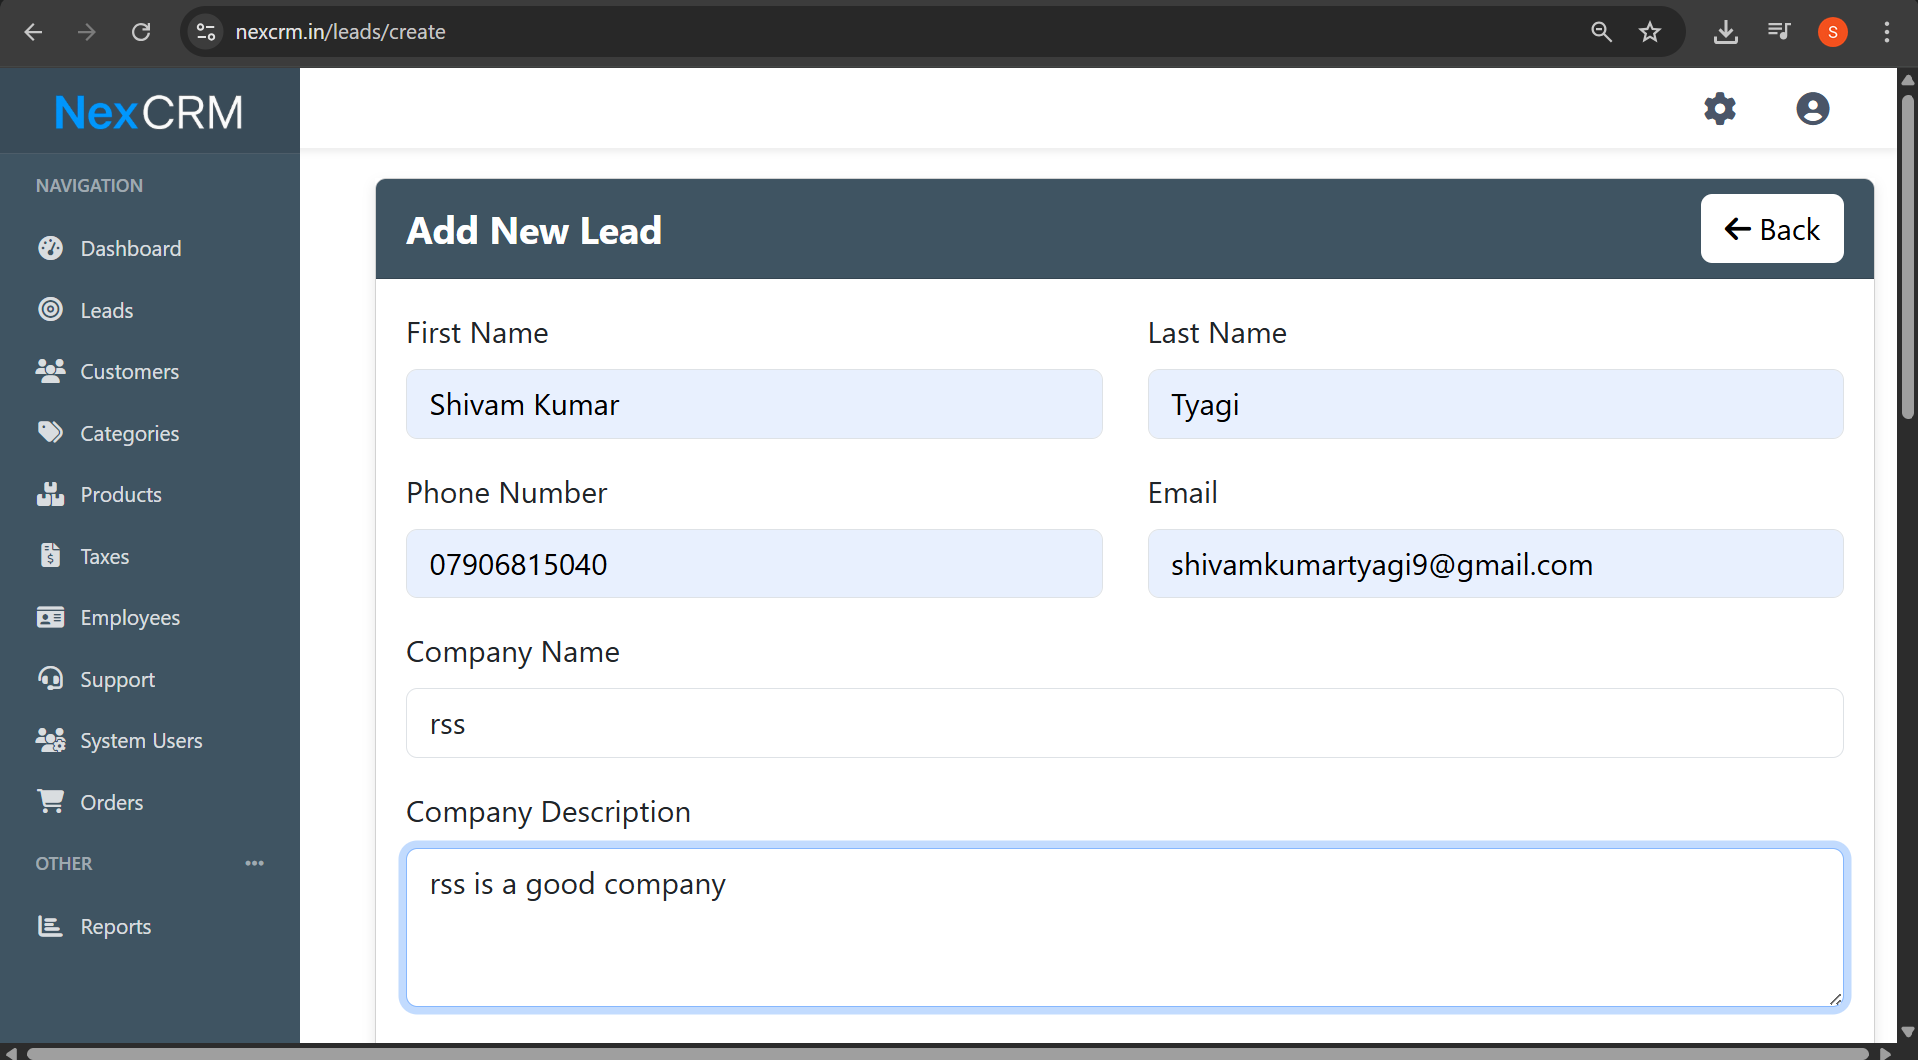 nexcrm.in/leads/create
S
NexCRM
NAVIGATION
Dashboard
Leads
Customers
Categories
Products
Taxes
Employees
Support
System Users
Orders
OTHER
Reports
Add New Lead
Back
First Name
Last Name
Shivam Kumar
Tyagi
Phone Number
Email
07906815040
shivamkumartyagi9@gmail.com
Company Name
rss
Company Description
rss is a good company